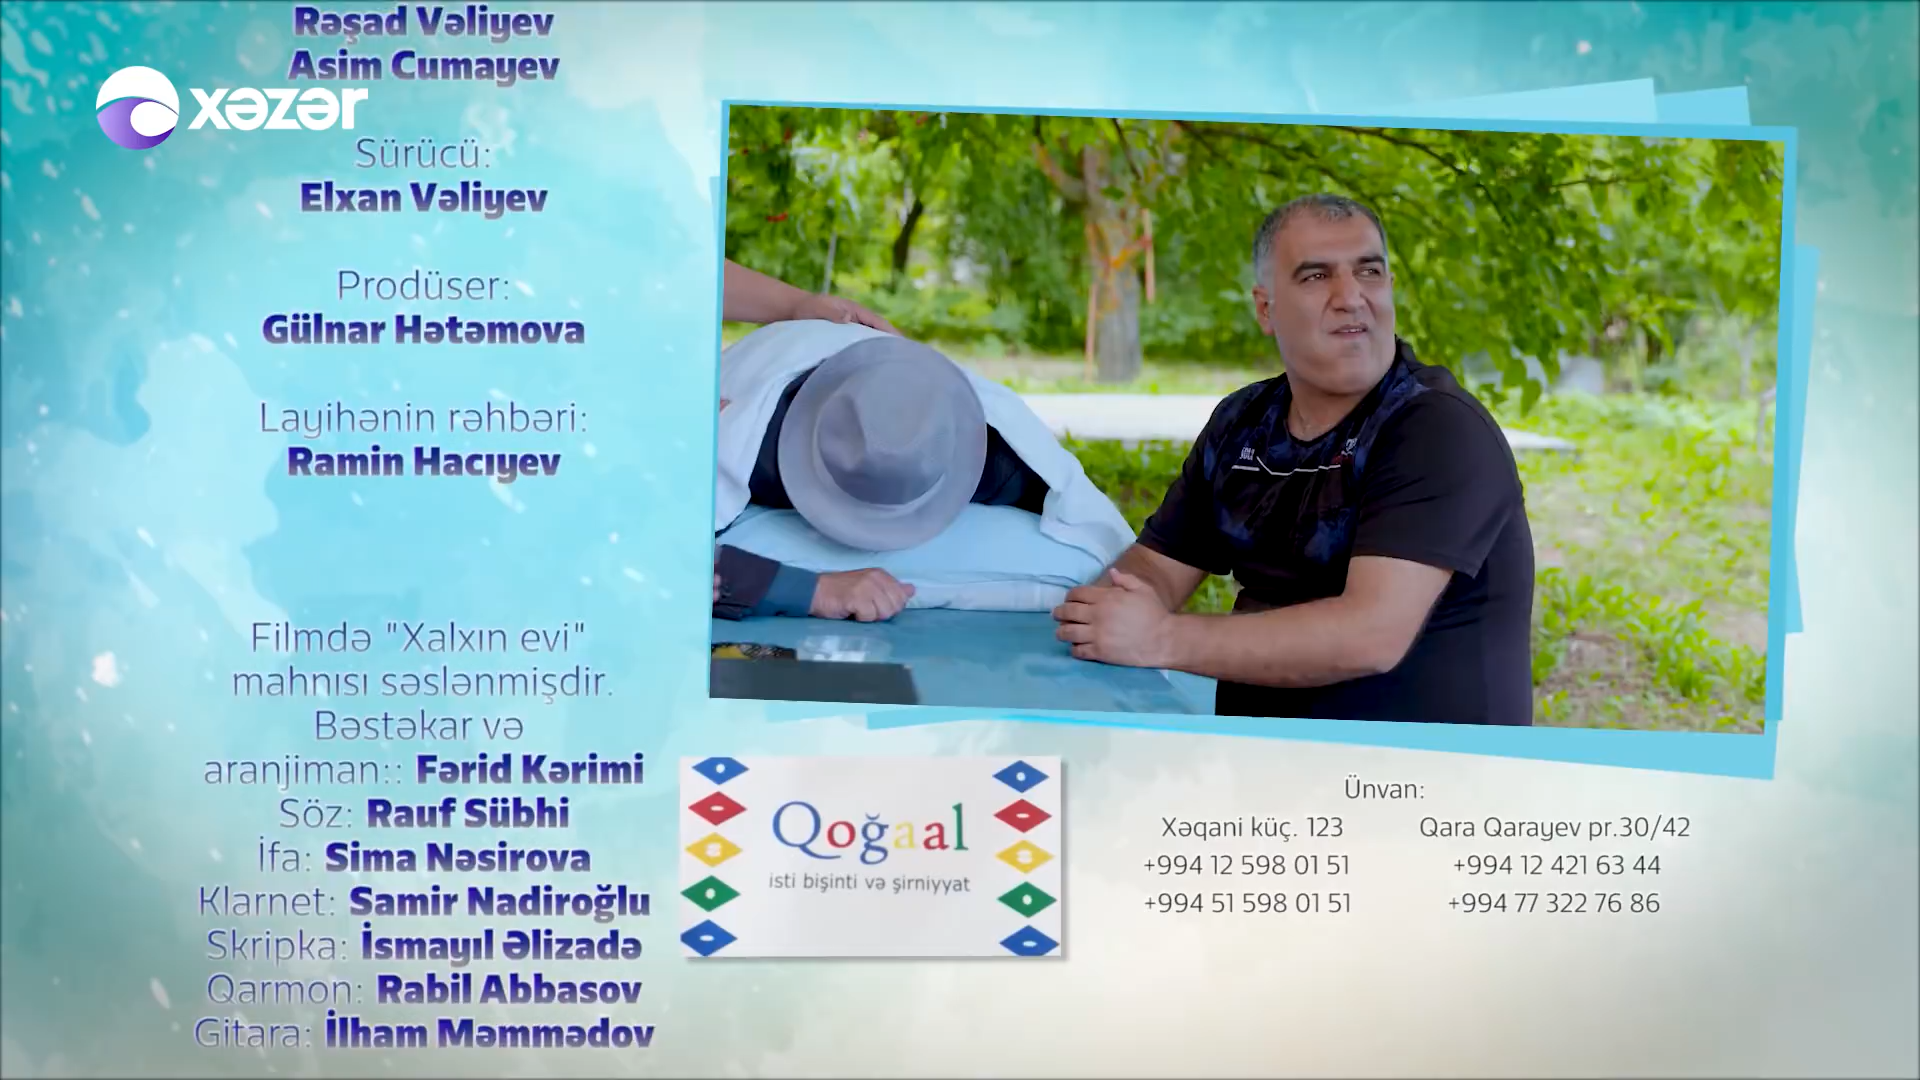 Rəşad Vəliyev
Asim Cumayev
xəzər
Sürücü:
Elxan Vəliyev
Prodüser:
Gülnar Hətəmova
Layihənin rəhbəri:
Ramin Hacıyev
Filmdə "Xalxın evi"
mahnısı səslənmişdir.
Bəstəkar və
aranjiman:: Fərid Kərimi
Söz: Rauf Sübhi
İfa: Sima Nəsirova
Klarnet: Samir Nadiroğlu
Skripka: İsmayıl Əlizadə
Qarmon: Rabil Abbasov
Gitara: İlham Məmmədov
Qoğaal
isti bişinti və şirniyyat
Ünvan:
Xəqani küç. 123
+994 12 598 01 51
+994 51 598 01 51
Qara Qarayev pr.30/42
+994 12 421 63 44
+994 77 322 76 86